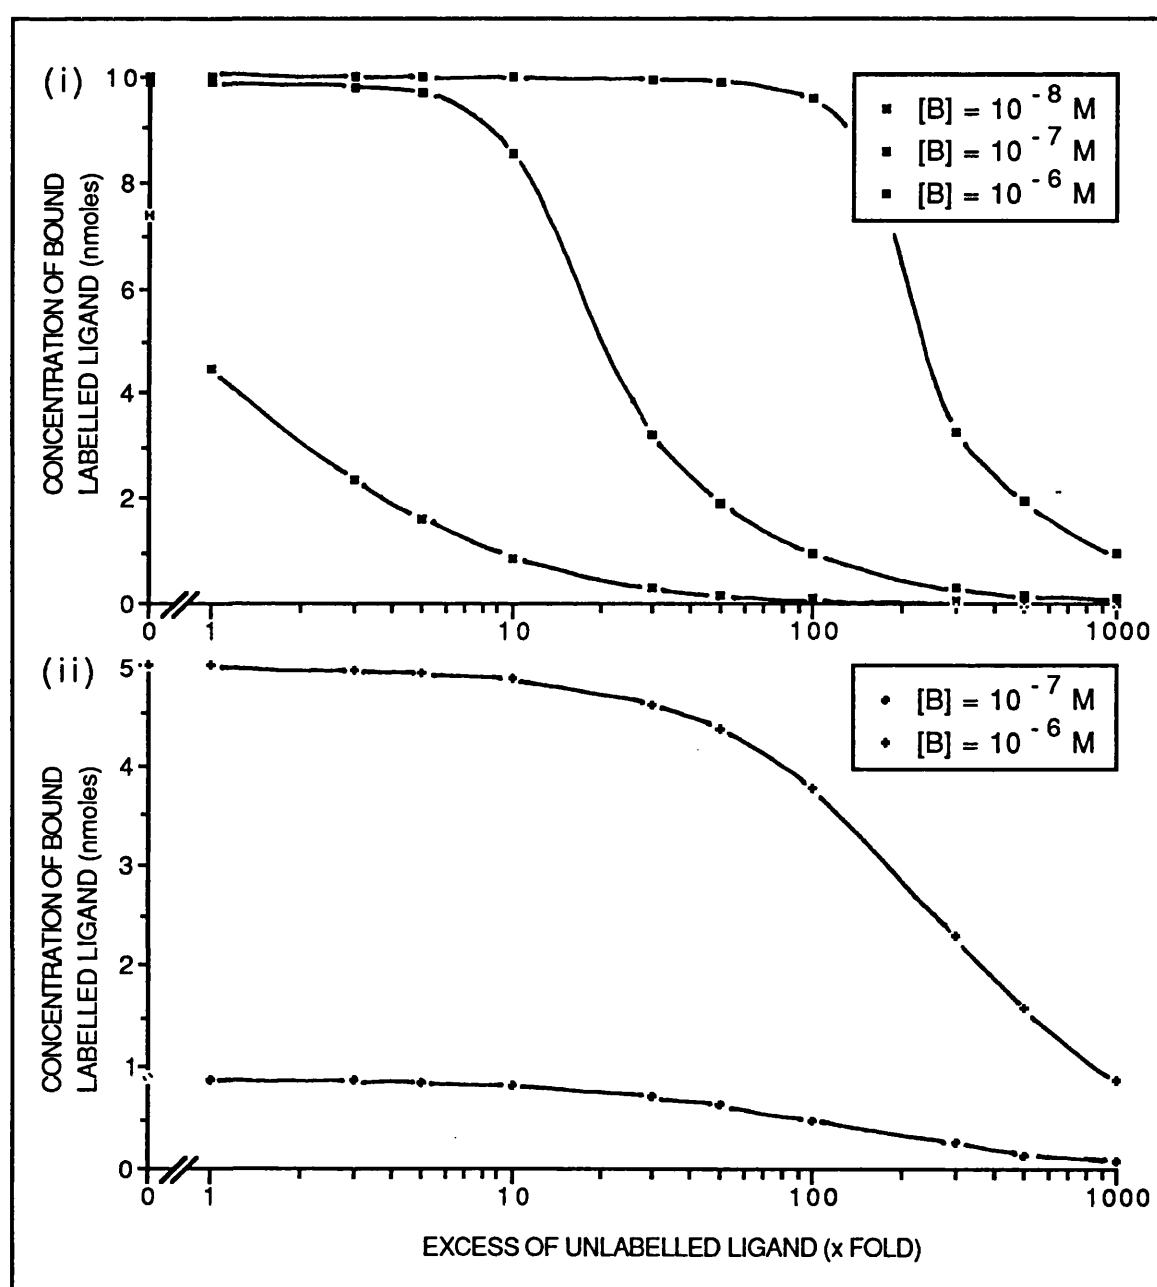 (i)
10
8
6
4
2
0
CONCENTRATION OF BOUND
LABELLED LIGAND (nmoles)
[B] = 10 - 8 M
[B] = 10 - 7 M
[B] = 10 - 6 M
0 1 10 100 1000
(ii)
5
4
3
2
1
0
CONCENTRATION OF BOUND
LABELLED LIGAND (nmoles)
[B] = 10 - 7 M
[B] = 10 - 6 M
0 1 10 100 1000
EXCESS OF UNLABELLED LIGAND (x FOLD)